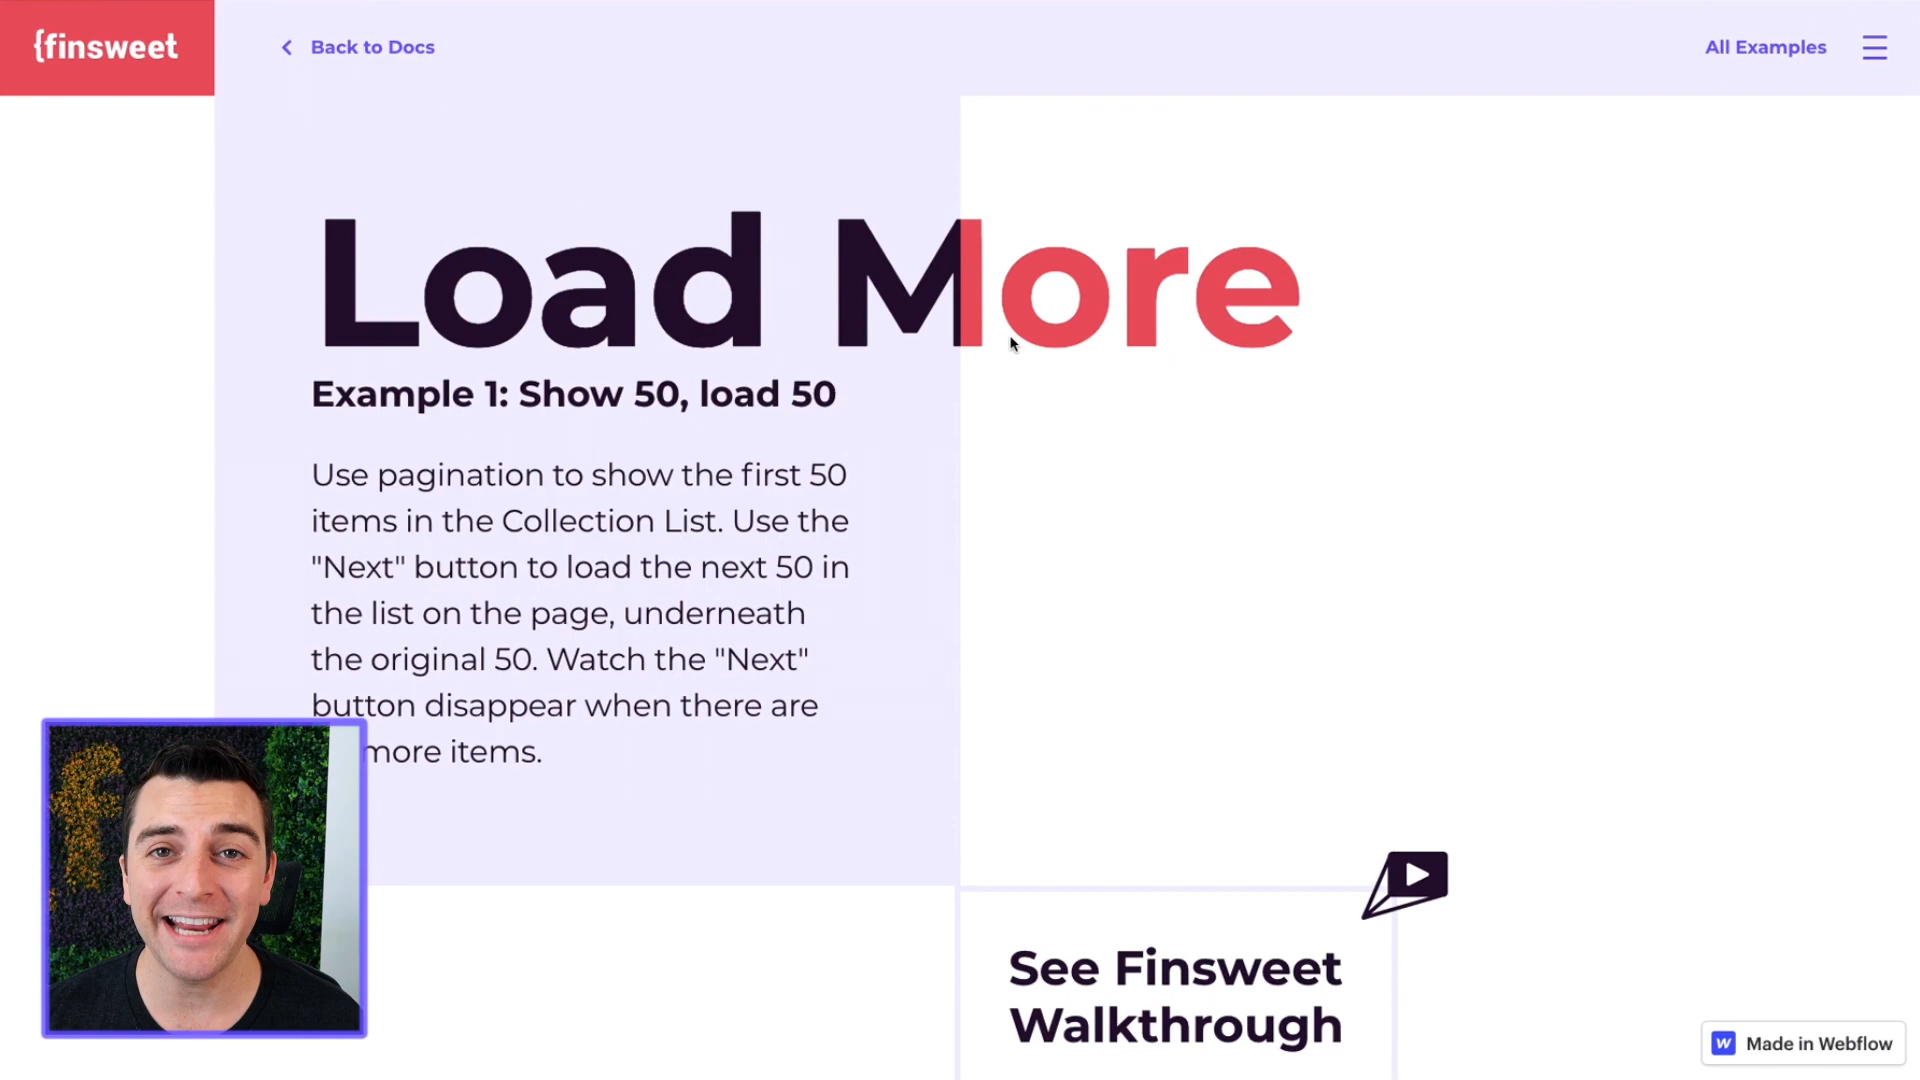 {finsweet
Back to Docs
All Examples
Load More
Example 1: Show 50, load 50
Use pagination to show the first 50
items in the Collection List. Use the
"Next" button to load the next 50 in
the list on the page, underneath
the original 50. Watch the "Next"
button disappear when there are
more items.
See Finsweet
Walkthrough
Made in Webflow